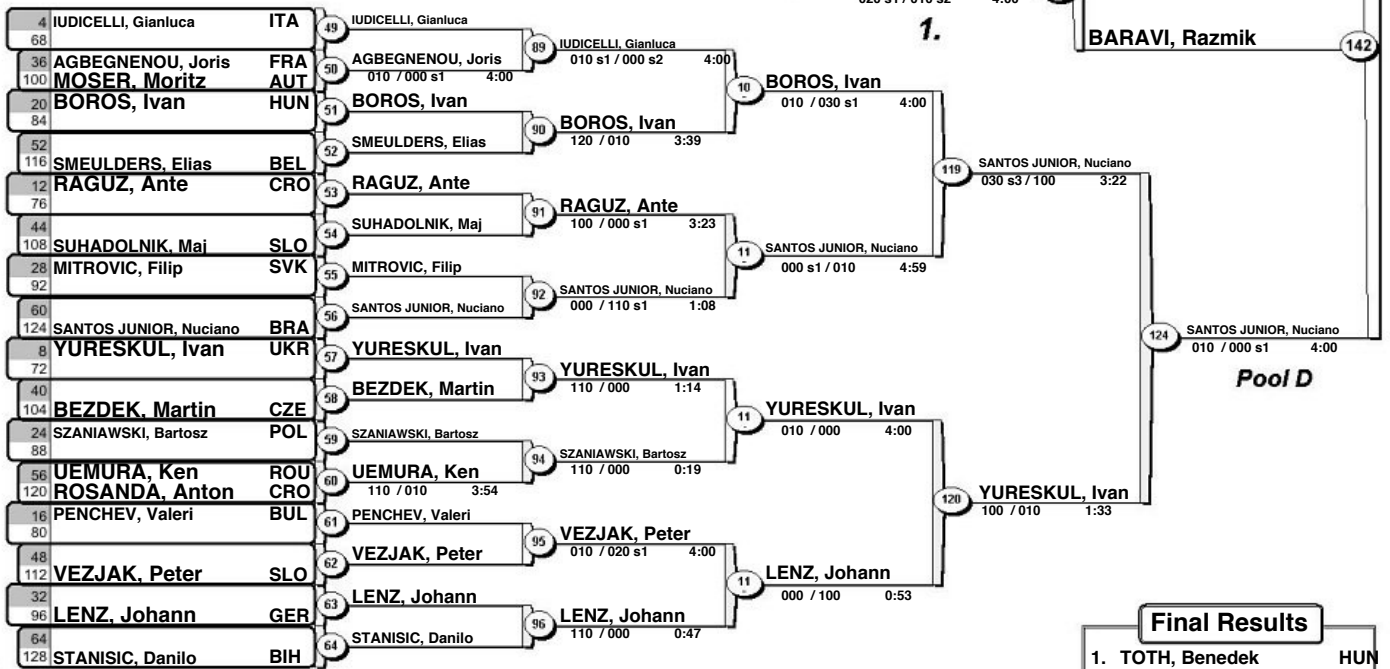 020 s1 / 010 s2 4:00
1.
BARAVI, Razmik
142
4 IUDICELLI, Gianluca ITA
68
49 IUDICELLI, Gianluca
36 AGBEGNENOU, Joris FRA
100 MOSER, Moritz AUT
50 AGBEGNENOU, Joris
010 / 000 s1 4:00
89 IUDICELLI, Gianluca
010 s1 / 000 s2 4:00
20 BOROS, Ivan HUN
84
51 BOROS, Ivan
52
116 SMEULDERS, Elias BEL
52 SMEULDERS, Elias
90 BOROS, Ivan
120 / 010 3:39
10 BOROS, Ivan
010 / 030 s1 4:00
12 RAGUZ, Ante CRO
76
53 RAGUZ, Ante
44
108 SUHADOLNIK, Maj SLO
54 SUHADOLNIK, Maj
91 RAGUZ, Ante
100 / 000 s1 3:23
28 MITROVIC, Filip SVK
92
55 MITROVIC, Filip
60
124 SANTOS JUNIOR, Nuciano BRA
56 SANTOS JUNIOR, Nuciano
92 SANTOS JUNIOR, Nuciano
000 / 110 s1 1:08
11 SANTOS JUNIOR, Nuciano
000 s1 / 010 4:59
119 SANTOS JUNIOR, Nuciano
030 s3 / 100 3:22
8 YURESKUL, Ivan UKR
72
57 YURESKUL, Ivan
40
104 BEZDEK, Martin CZE
58 BEZDEK, Martin
93 YURESKUL, Ivan
110 / 000 1:14
24 SZANIAWSKI, Bartosz POL
88
59 SZANIAWSKI, Bartosz
56 UEMURA, Ken ROU
120 ROSANDA, Anton CRO
60 UEMURA, Ken
110 / 010 3:54
94 SZANIAWSKI, Bartosz
110 / 000 0:19
11 YURESKUL, Ivan
010 / 000 4:00
16 PENCHEV, Valeri BUL
80
61 PENCHEV, Valeri
48
112 VEZJAK, Peter SLO
62 VEZJAK, Peter
95 VEZJAK, Peter
010 / 020 s1 4:00
32
96 LENZ, Johann GER
63 LENZ, Johann
64
128 STANISIC, Danilo BIH
64 STANISIC, Danilo
96 LENZ, Johann
110 / 000 0:47
11 LENZ, Johann
000 / 100 0:53
120 YURESKUL, Ivan
100 / 010 1:33
124 SANTOS JUNIOR, Nuciano
010 / 000 s1 4:00
Pool D
Final Results
1. TOTH, Benedek HUN